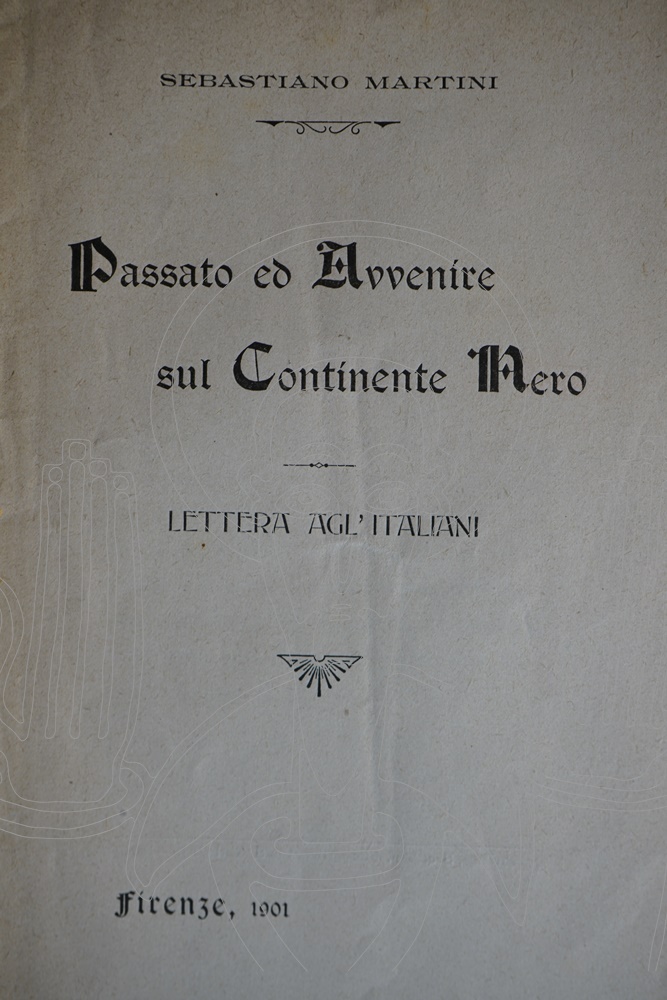 SEBASTIANO MARTINI
Passato ed Avvenire
sul Continente Nero
LETTERA AGL' ITALIANI
Firenze, 1901